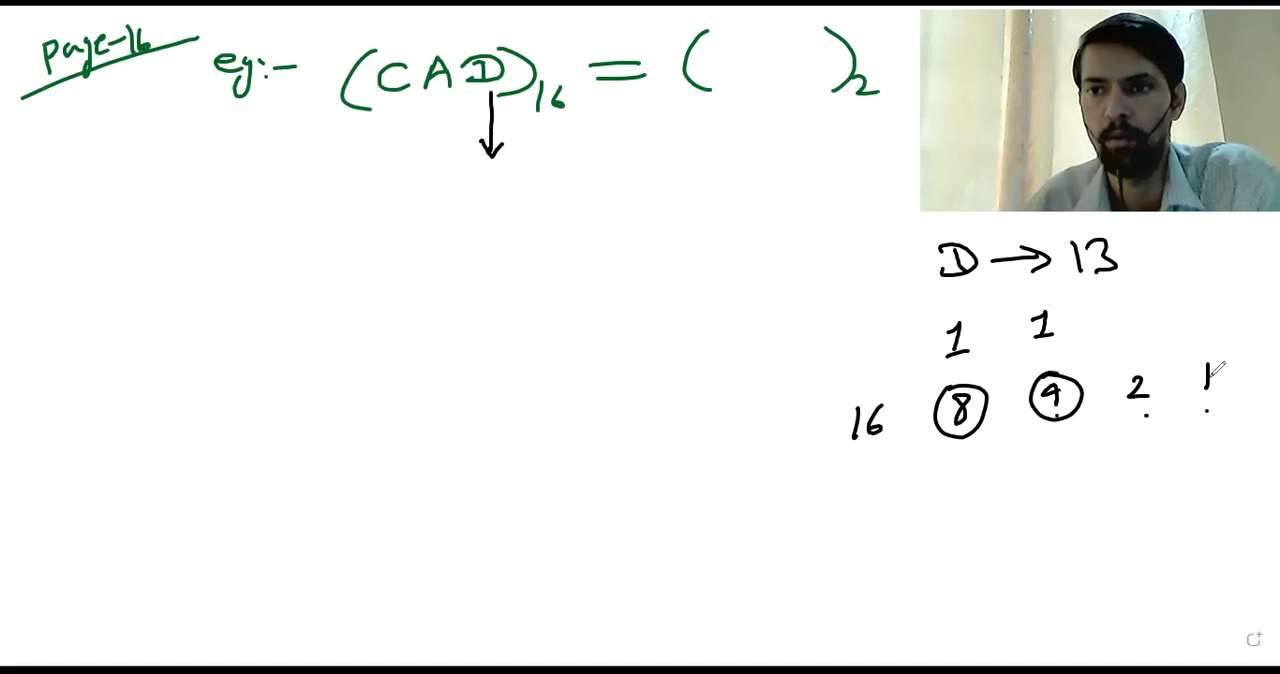 Page-16
eg:- (CAD)16 = ( )2
D → 13
1 1
16 8 4 2 1